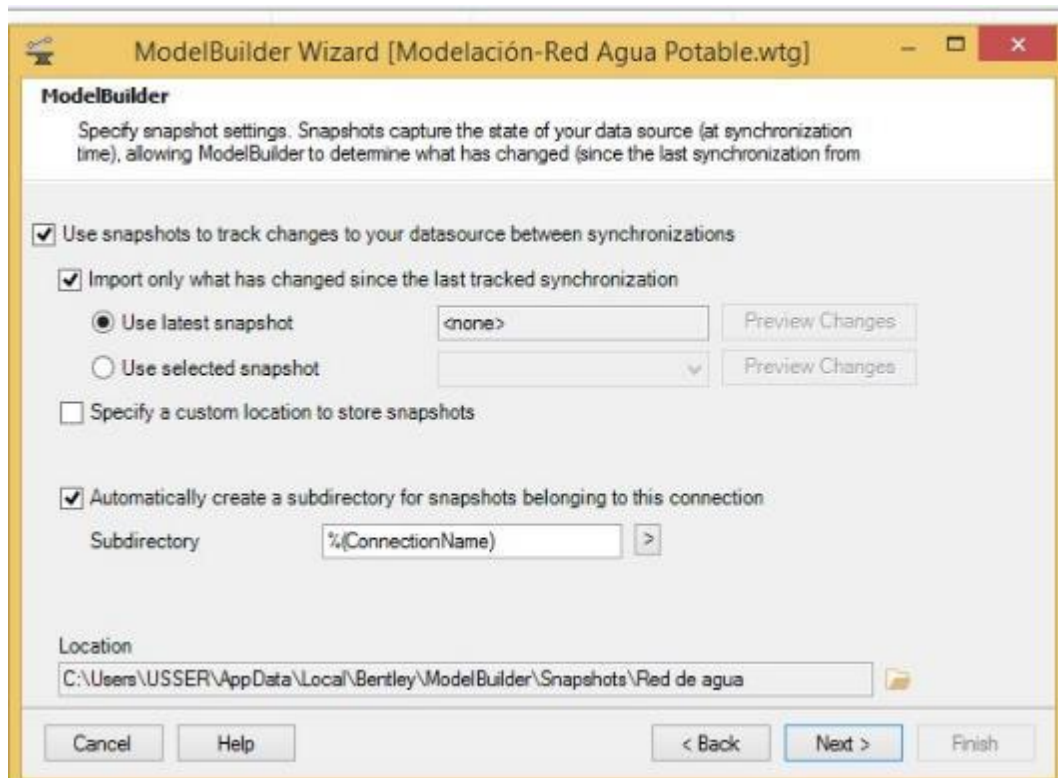 ModelBuilder Wizard [Modelación-Red Agua Potable.wtg]
ModelBuilder
Specify snapshot settings. Snapshots capture the state of your data source (at synchronization
time), allowing ModelBuilder to determine what has changed (since the last synchronization from
Use snapshots to track changes to your datasource between synchronizations
Import only what has changed since the last tracked synchronization
Use latest snapshot <none> Preview Changes
Use selected snapshot Preview Changes
Specify a custom location to store snapshots
Automatically create a subdirectory for snapshots belonging to this connection
Subdirectory %(ConnectionName) >
Location
C:\Users\USSER\AppData\Local\Bentley\ModelBuilder\Snapshots\Red de agua
Cancel Help < Back Next > Finish